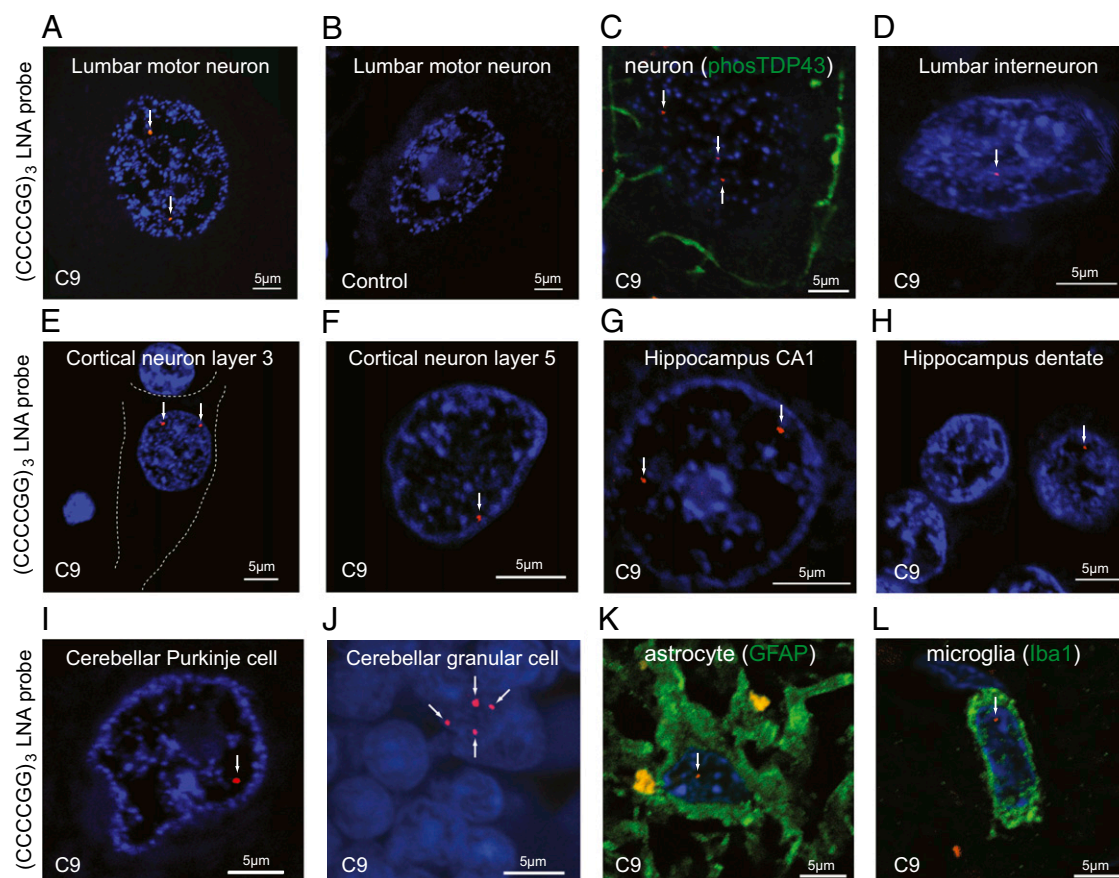 A
B
C
D
(CCCCGG)3 LNA probe
Lumbar motor neuron
C9
5µm
Lumbar motor neuron
Control
5µm
neuron (phosTDP43)
C9
5µm
Lumbar interneuron
C9
5µm
E
F
G
H
(CCCCGG)3 LNA probe
Cortical neuron layer 3
C9
5µm
Cortical neuron layer 5
C9
5µm
Hippocampus CA1
C9
5µm
Hippocampus dentate
C9
5µm
I
J
K
L
(CCCCGG)3 LNA probe
Cerebellar Purkinje cell
C9
5µm
Cerebellar granular cell
C9
5µm
astrocyte (GFAP)
C9
5µm
microglia (Iba1)
C9
5µm